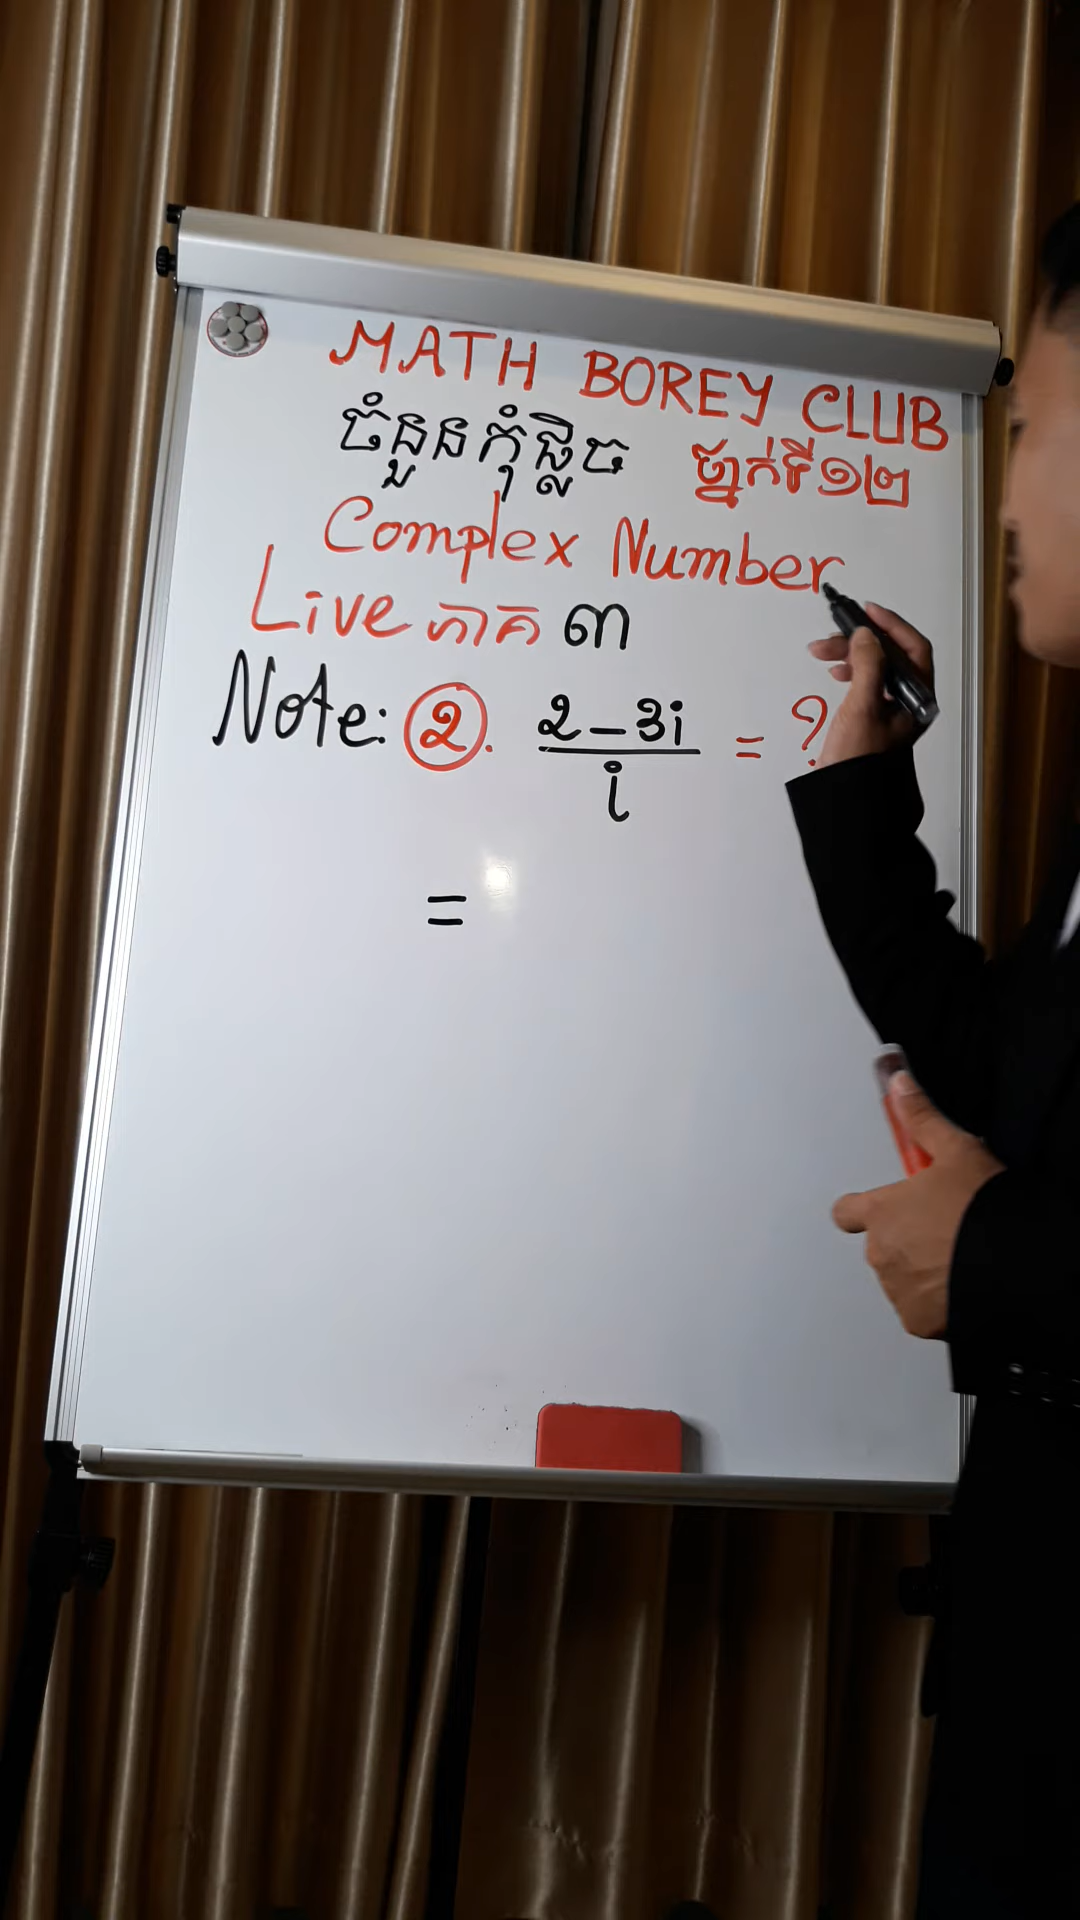 MATH BOREY CLUB
ចំនួនកុំផ្លិច ថ្នាក់ទី១២
Complex Number
Live ភាគ ៣
Note: ②. \frac{2-3i}{i} = ?
=